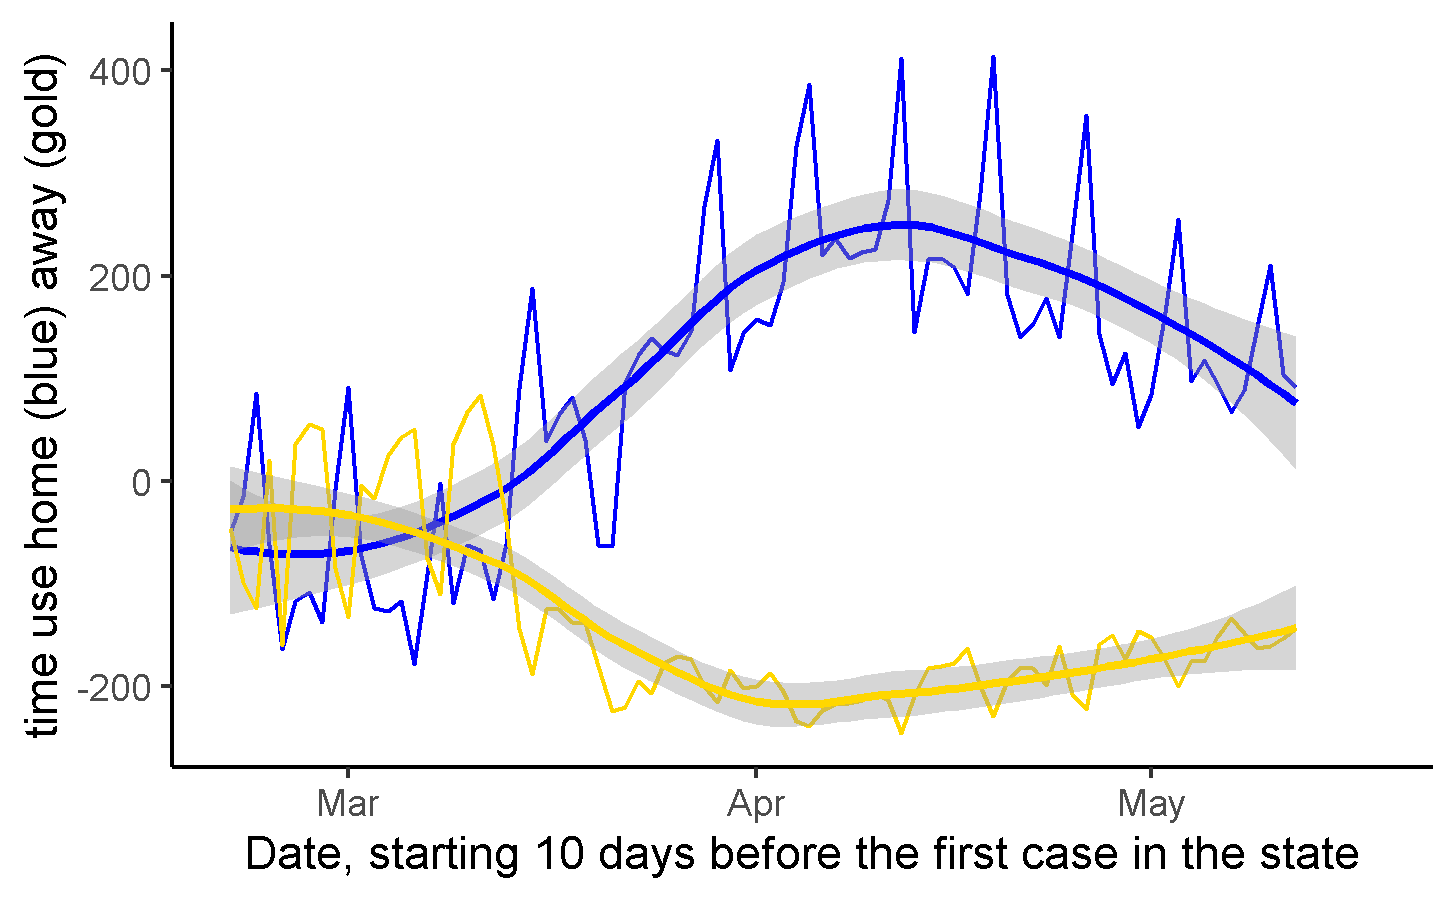 time use home (blue) away (gold)
400
200
0
-200
Mar
Apr
May
Date, starting 10 days before the first case in the state